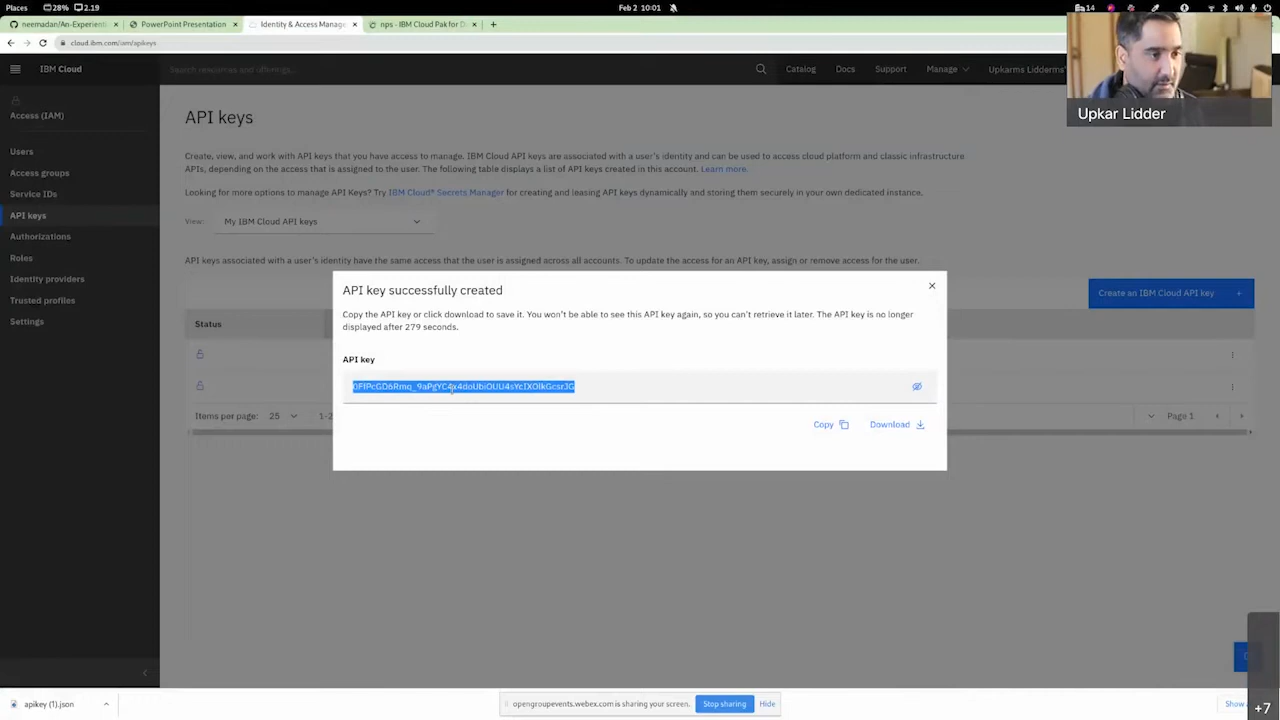 Places
28%
2.19
Feb 2 10:01
14
neemadan/An-Experient
PowerPoint Presentation
Identity & Access Manage
nps - IBM Cloud Pak for D
cloud.ibm.com/iam/apikeys
IBM Cloud
Search resources and offerings...
Catalog
Docs
Support
Manage
Upkarms Lidderms'
Upkar Lidder
Access (IAM)
Users
Access groups
Service IDs
API keys
Authorizations
Roles
Identity providers
Trusted profiles
Settings
API keys
Create, view, and work with API keys that you have access to manage. IBM Cloud API keys are associated with a user's identity and can be used to access cloud platform and classic infrastructure
APIs, depending on the access that is assigned to the user. The following table displays a list of API keys created in this account. Learn more.
Looking for more options to manage API Keys? Try IBM Cloud® Secrets Manager for creating and leasing API keys dynamically and storing them securely in your own dedicated instance.
View:
My IBM Cloud API keys
API keys associated with a user's identity have the same access that the user is assigned across all accounts. To update the access for an API key, assign or remove access for the user.
Create an IBM Cloud API key +
Status
API key successfully created
Copy the API key or click download to save it. You won't be able to see this API key again, so you can't retrieve it later. The API key is no longer
displayed after 279 seconds.
API key
Copy
Download
Items per page: 25
1-2
Page 1
apikey (1).json
opengroupevents.webex.com is sharing your screen.
Stop sharing
Hide
Show
+7